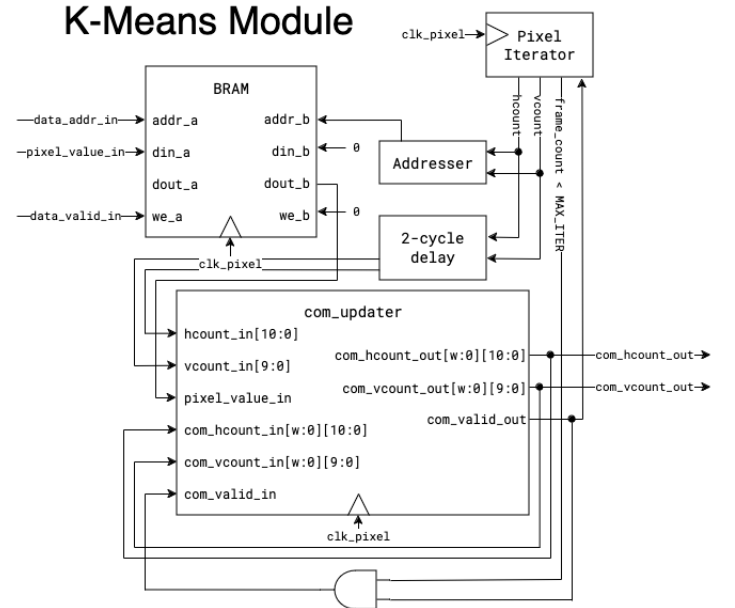 K-Means Module
clk_pixel
Pixel
Iterator
BRAM
hcount
vcount
frame_count < MAX_ITER
data_addr_in
addr_a
addr_b
pixel_value_in
din_a
din_b
0
Addresser
dout_a
dout_b
data_valid_in
we_a
we_b
0
2-cycle
delay
clk_pixel
com_updater
hcount_in[10:0]
com_hcount_out[w:0][10:0]
com_hcount_out
vcount_in[9:0]
com_vcount_out[w:0][9:0]
com_vcount_out
pixel_value_in
com_valid_out
com_hcount_in[w:0][10:0]
com_vcount_in[w:0][9:0]
com_valid_in
clk_pixel